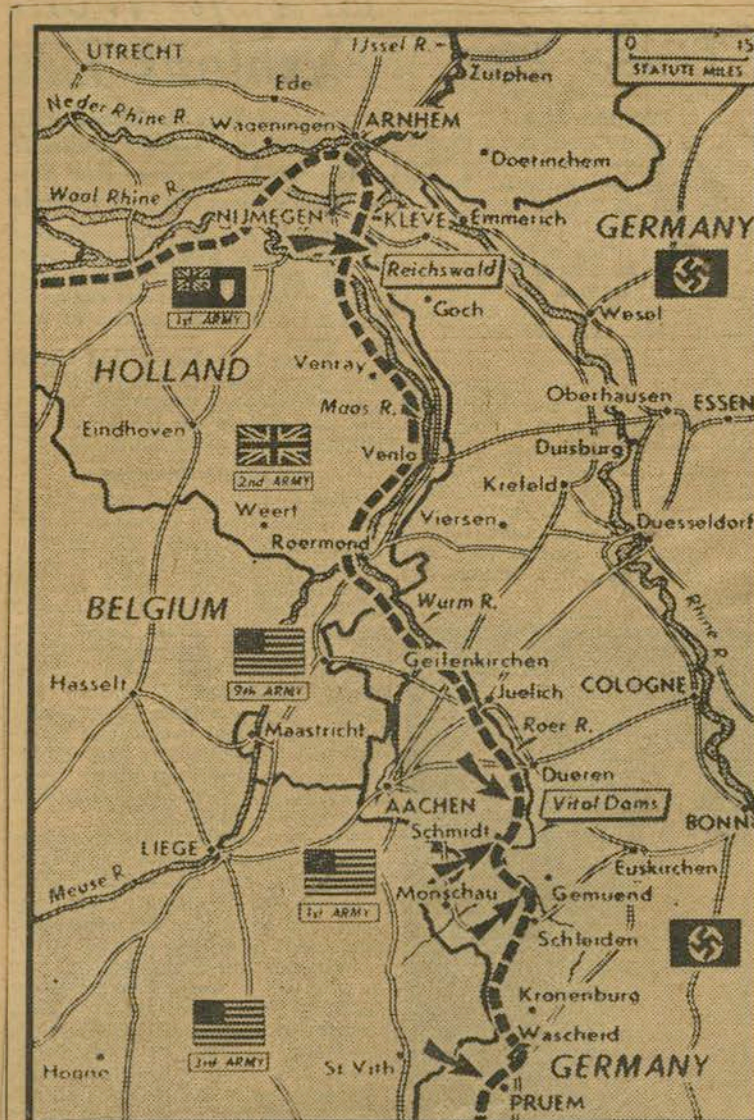 UTRECHT
IJssel R.
0 15
STATUTE MILES
Zutphen
Ede
Neder Rhine R.
Wageningen
ARNHEM
Doetinchem
Waal Rhine R
NIJMEGEN
KLEVE
Emmerich
GERMANY
Reichswald
1st ARMY
Goch
Wesel
HOLLAND
Venray
Maas R.
Oberhausen
ESSEN
Eindhoven
Venlo
Duisburg
2nd ARMY
Krefeld
Weert
Viersen
Duesseldorf
Roermond
BELGIUM
Wurm R.
Rhine R.
9th ARMY
Geilenkirchen
Hasselt
Juelich
COLOGNE
Maastricht
Roer R.
Dueren
AACHEN
Vital Dams
Schmidt
BONN
LIEGE
Euskirchen
Meuse R
1st ARMY
Monschau
Gemuend
Schleiden
Kronenburg
3rd ARMY
Wascheid
Hogne
St Vith
GERMANY
PRUEM